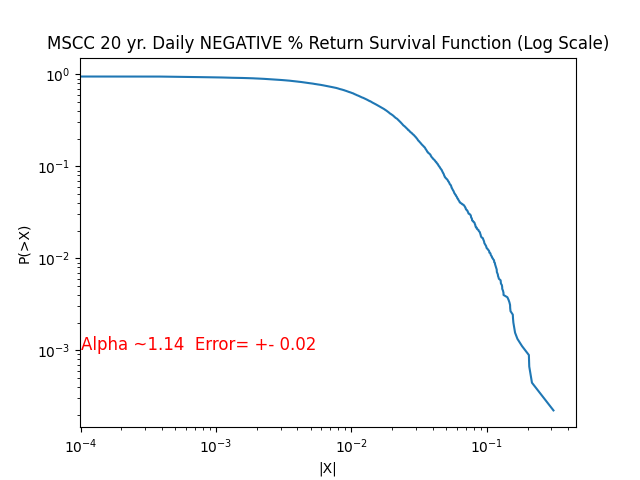 MSCC 20 yr. Daily NEGATIVE % Return Survival Function (Log Scale)
P(>X)
10^0
10^-1
10^-2
10^-3
Alpha ~1.14  Error= +- 0.02
10^-4 10^-3 10^-2 10^-1
|X|